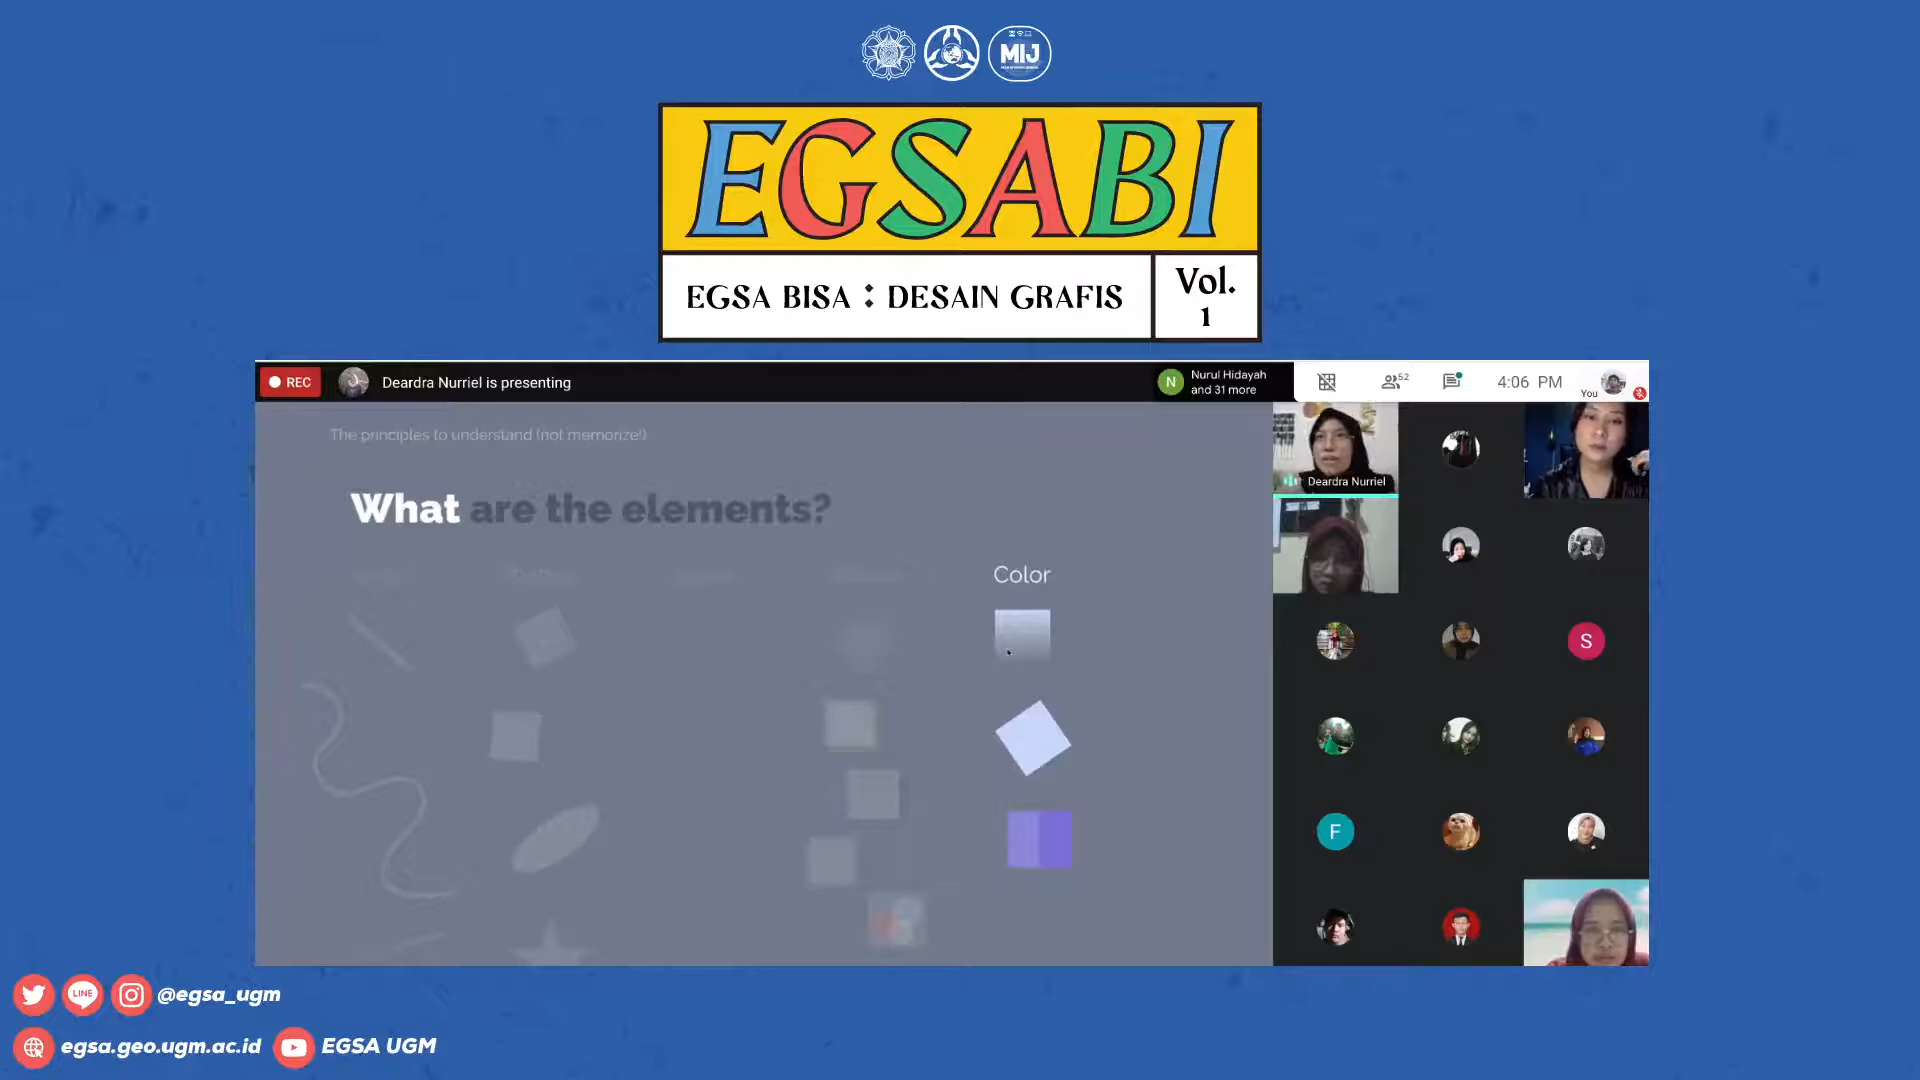 MIJ
EGSABI
EGSA BISA : DESAIN GRAFIS
Vol.
1
REC
Deardra Nurriel is presenting
N
Nurul Hidayah
and 31 more
52
4:06 PM
You
The principles to understand (not memorize!)
What are the elements?
Color
Deardra Nurriel
S
F
LINE
@egsa_ugm
egsa.geo.ugm.ac.id
EGSA UGM